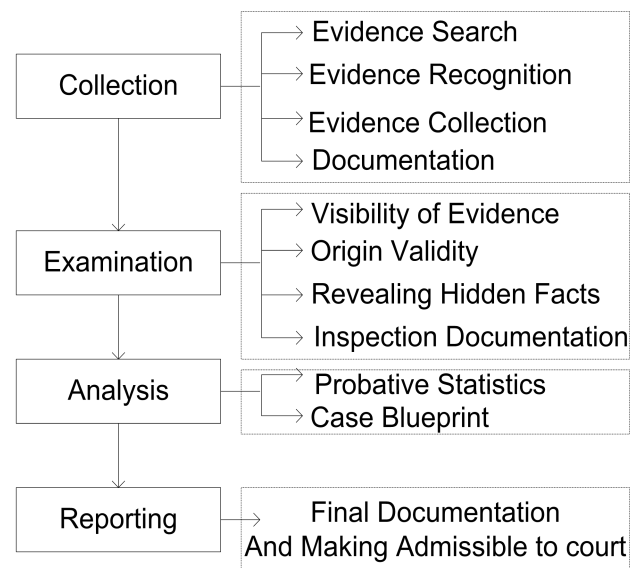 Collection
Evidence Search
Evidence Recognition
Evidence Collection
Documentation
Examination
Visibility of Evidence
Origin Validity
Revealing Hidden Facts
Inspection Documentation
Analysis
Probative Statistics
Case Blueprint
Reporting
Final Documentation
And Making Admissible to court